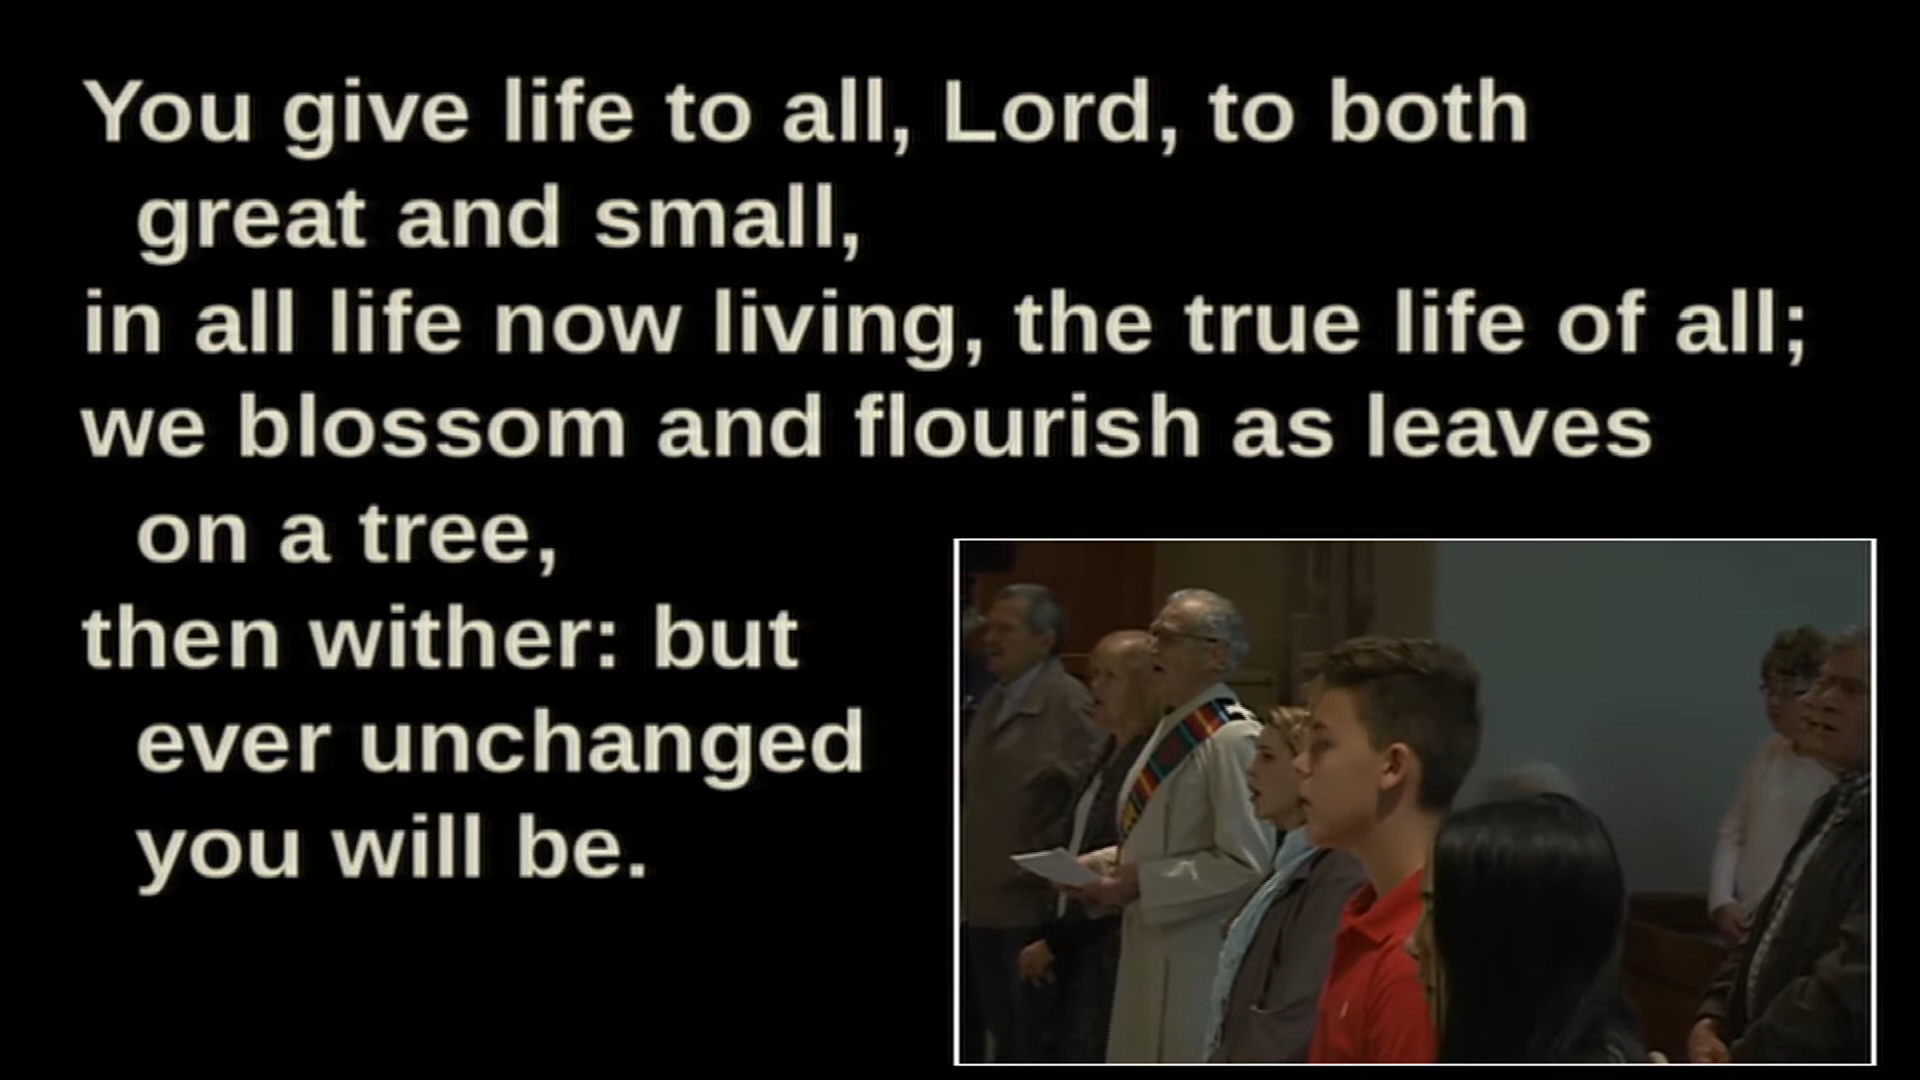 You give life to all, Lord, to both
great and small,
in all life now living, the true life of all;
we blossom and flourish as leaves
on a tree,
then wither: but
ever unchanged
you will be.